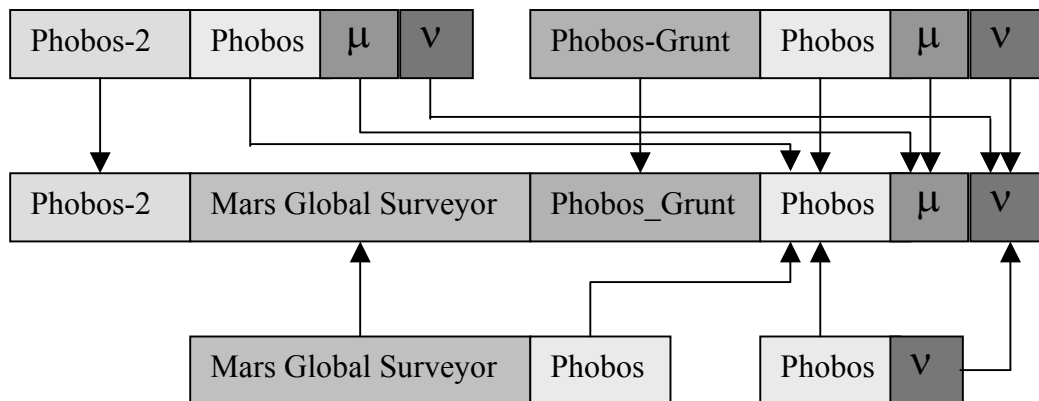 Phobos-2 Phobos μ ν Phobos-Grunt Phobos μ ν
Phobos-2 Mars Global Surveyor Phobos_Grunt Phobos μ ν
Mars Global Surveyor Phobos Phobos ν